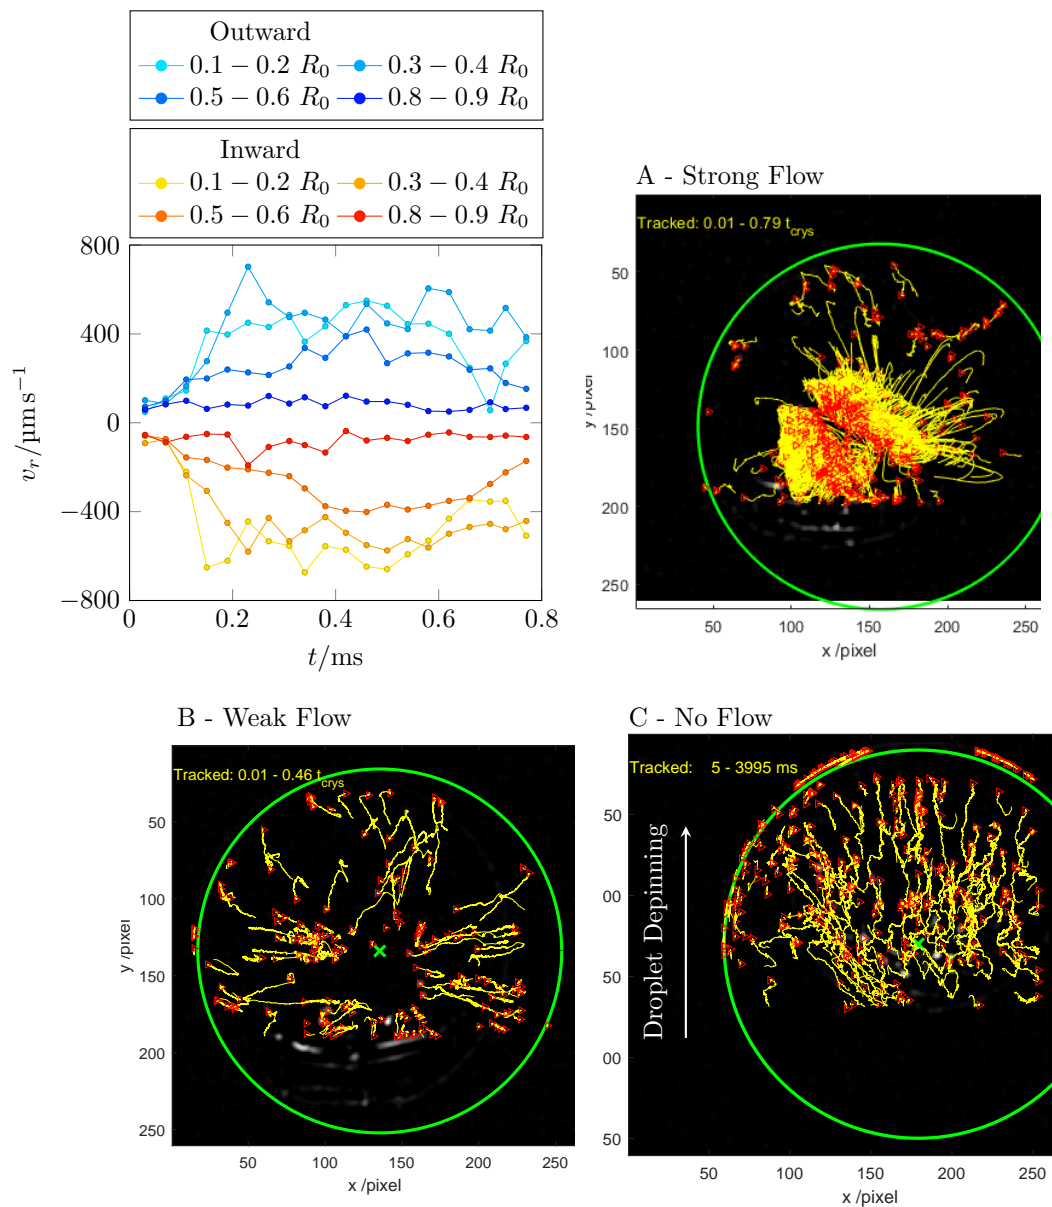 Outward
0.1 − 0.2 R₀ 0.3 − 0.4 R₀
0.5 − 0.6 R₀ 0.8 − 0.9 R₀
Inward
0.1 − 0.2 R₀ 0.3 − 0.4 R₀
0.5 − 0.6 R₀ 0.8 − 0.9 R₀
800
400
0
−400
−800
v_r/µm s⁻¹
0 0.2 0.4 0.6 0.8
t/ms
A - Strong Flow
Tracked: 0.01 - 0.79 t_crys
50
100
150
200
250
y /pixel
50 100 150 200 250
x /pixel
B - Weak Flow
Tracked: 0.01 - 0.46 t_crys
50
100
150
200
250
y /pixel
50 100 150 200 250
x /pixel
C - No Flow
Tracked: 5 - 3995 ms
50
00
50
00
50
Droplet Depinning
50 100 150 200 250
x /pixel